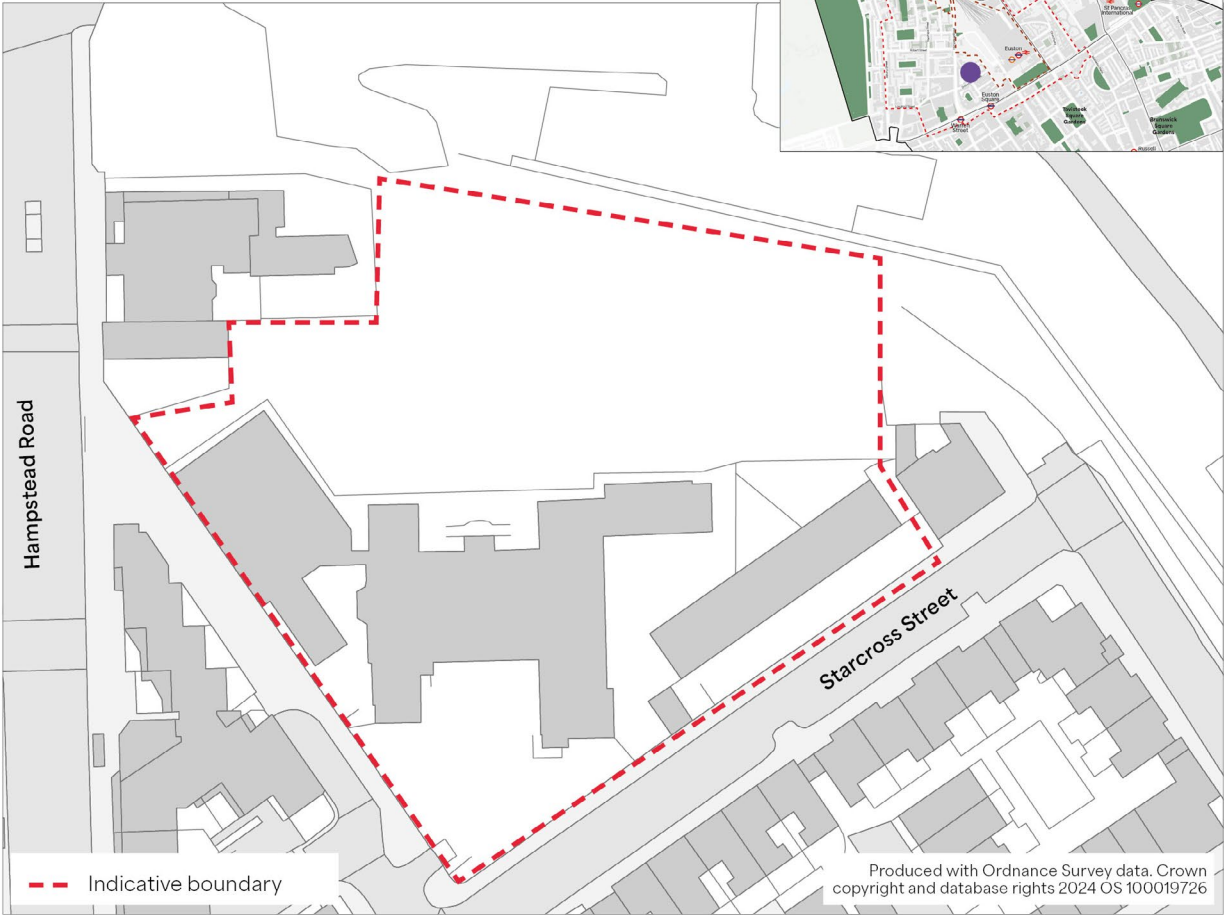 St Pancras
International
Euston
Euston
Square
Warren
Street
Tavistock
Square
Gardens
Brunswick
Square
Gardens
Russell
Hampstead Road
Starcross Street
Indicative boundary
Produced with Ordnance Survey data. Crown
copyright and database rights 2024 OS 100019726